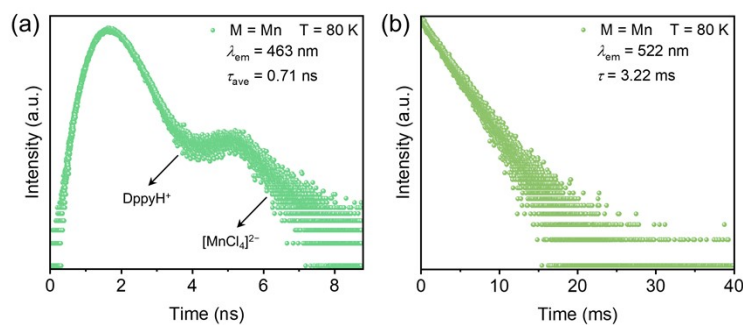 (a)
M = Mn T = 80 K
λem = 463 nm
τave = 0.71 ns
DppyH⁺
[MnCl₄]²⁻
Intensity (a.u.)
0 2 4 6 8
Time (ns)
(b)
M = Mn T = 80 K
λem = 522 nm
τ = 3.22 ms
Intensity (a.u.)
0 10 20 30 40
Time (ms)